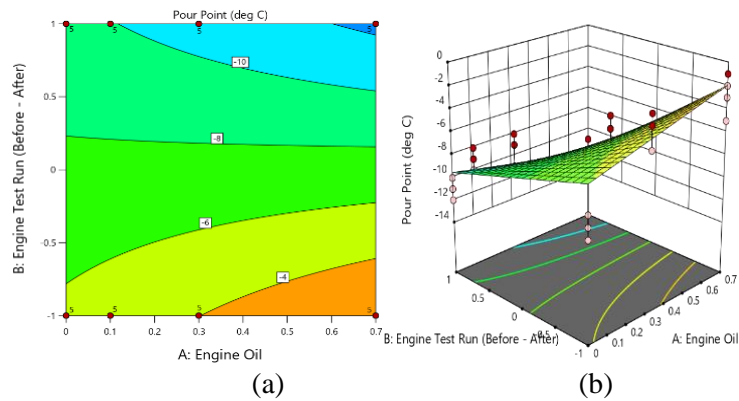 Pour Point (deg C)
1
0.5
0
-0.5
-1
B: Engine Test Run (Before - After)
5 5 5 5
-10
-8
-6
-4
5 5 5 5
0 0.1 0.2 0.3 0.4 0.5 0.6 0.7
A: Engine Oil
(a)
Pour Point (deg C)
0
-2
-4
-6
-8
-10
-12
-14
1
0.5
0
-0.5
-1
B: Engine Test Run (Before - After)
0 0.1 0.2 0.3 0.4 0.5 0.6 0.7
A: Engine Oil
(b)